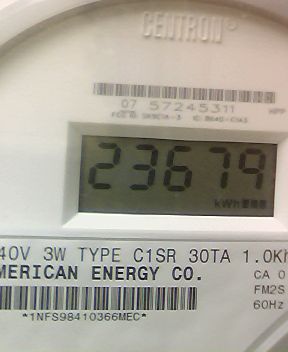 CENTRON®
07 57245311
23679
kWh
40V 3W TYPE C1SR 30TA 1.0Kh
MERICAN ENERGY CO.
CA 0
FM2S
60Hz
*1NFS98410366MEC*